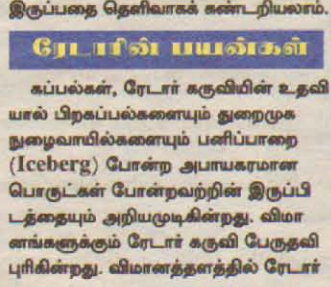 இருப்பதை தெளிவாகக் கண்டறியலாம்.
ரேடாரின் பயன்கள்
கப்பல்கள், ரேடார் கருவியின் உதவி
யால் பிறகப்பல்களையும் துறைமுக
நுழைவாயில்களையும் பனிப்பாறை
(Iceberg) போன்ற அபாயகரமான
பொருட்கள் போன்றவற்றின் இருப்பி
டத்தையும் அறியமுடிகின்றது. விமா
னங்களுக்கும் ரேடார் கருவி பேருதவி
புரிகின்றது. விமானத்தளத்தில் ரேடார்